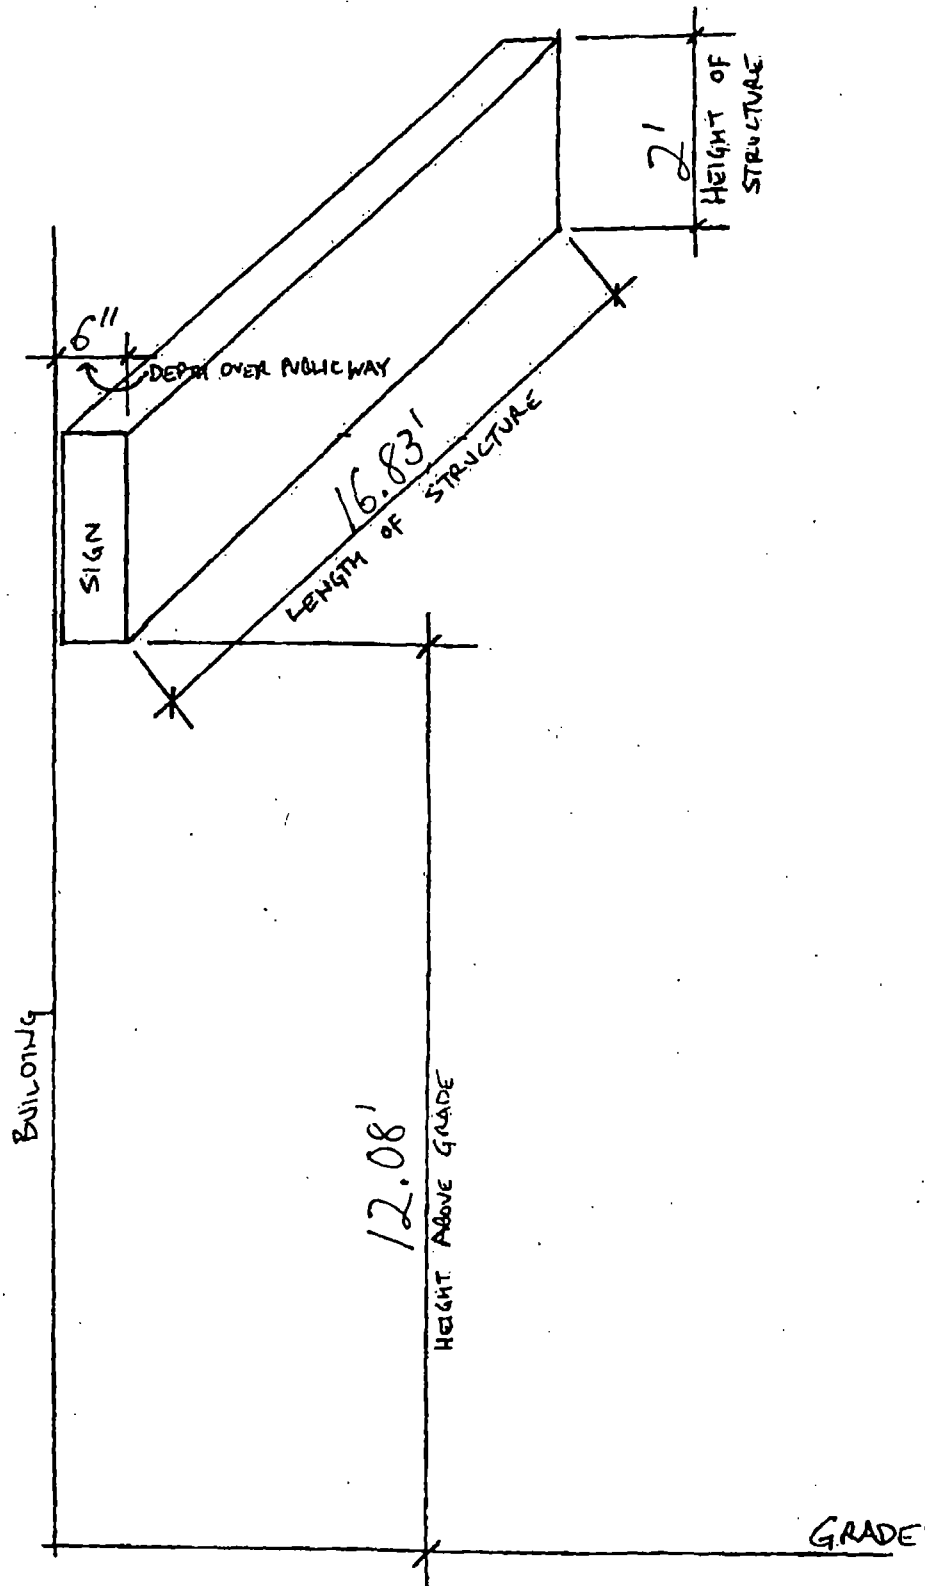 2'
HEIGHT OF
STRUCTURE
6"
DEPTH OVER PUBLIC WAY
16.83'
LENGTH OF STRUCTURE
SIGN
BUILDING
12.08'
HEIGHT ABOVE GRADE
GRADE